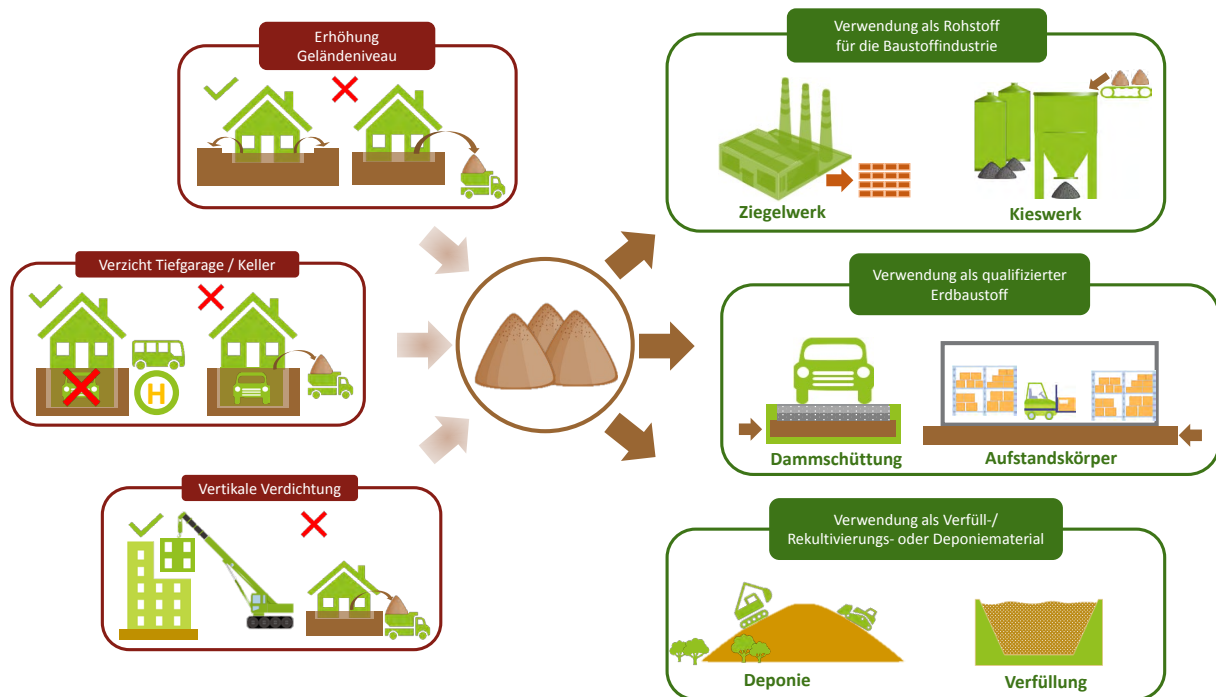 Erhöhung
Geländeniveau
Verzicht Tiefgarage / Keller
H
Vertikale Verdichtung
Verwendung als Rohstoff
für die Baustoffindustrie
Ziegelwerk
Kieswerk
Verwendung als qualifizierter
Erdbaustoff
Dammschüttung
Aufstandskörper
Verwendung als Verfüll-/
Rekultivierungs- oder Deponiematerial
Deponie
Verfüllung